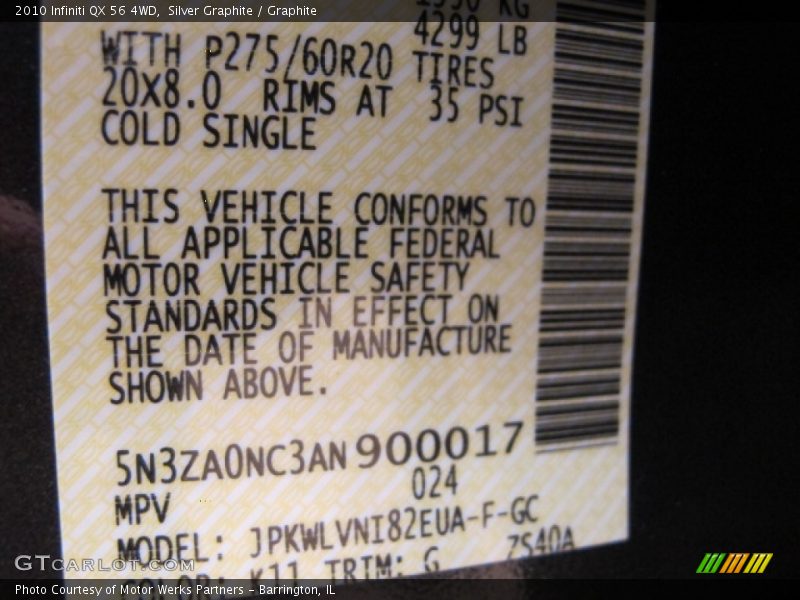 2010 Infiniti QX 56 4WD, Silver Graphite / Graphite
4299 LB
WITH P275/60R20 TIRES
20X8.0 RIMS AT 35 PSI
COLD SINGLE
THIS VEHICLE CONFORMS TO
ALL APPLICABLE FEDERAL
MOTOR VEHICLE SAFETY
STANDARDS IN EFFECT ON
THE DATE OF MANUFACTURE
SHOWN ABOVE.
5N3ZA0NC3AN900017
024
MPV
MODEL: JPKWLVNI82EUA-F-GC
7S40A
COLOR: K11 TRIM: G
GTCARLOT.COM
Photo Courtesy of Motor Werks Partners - Barrington, IL